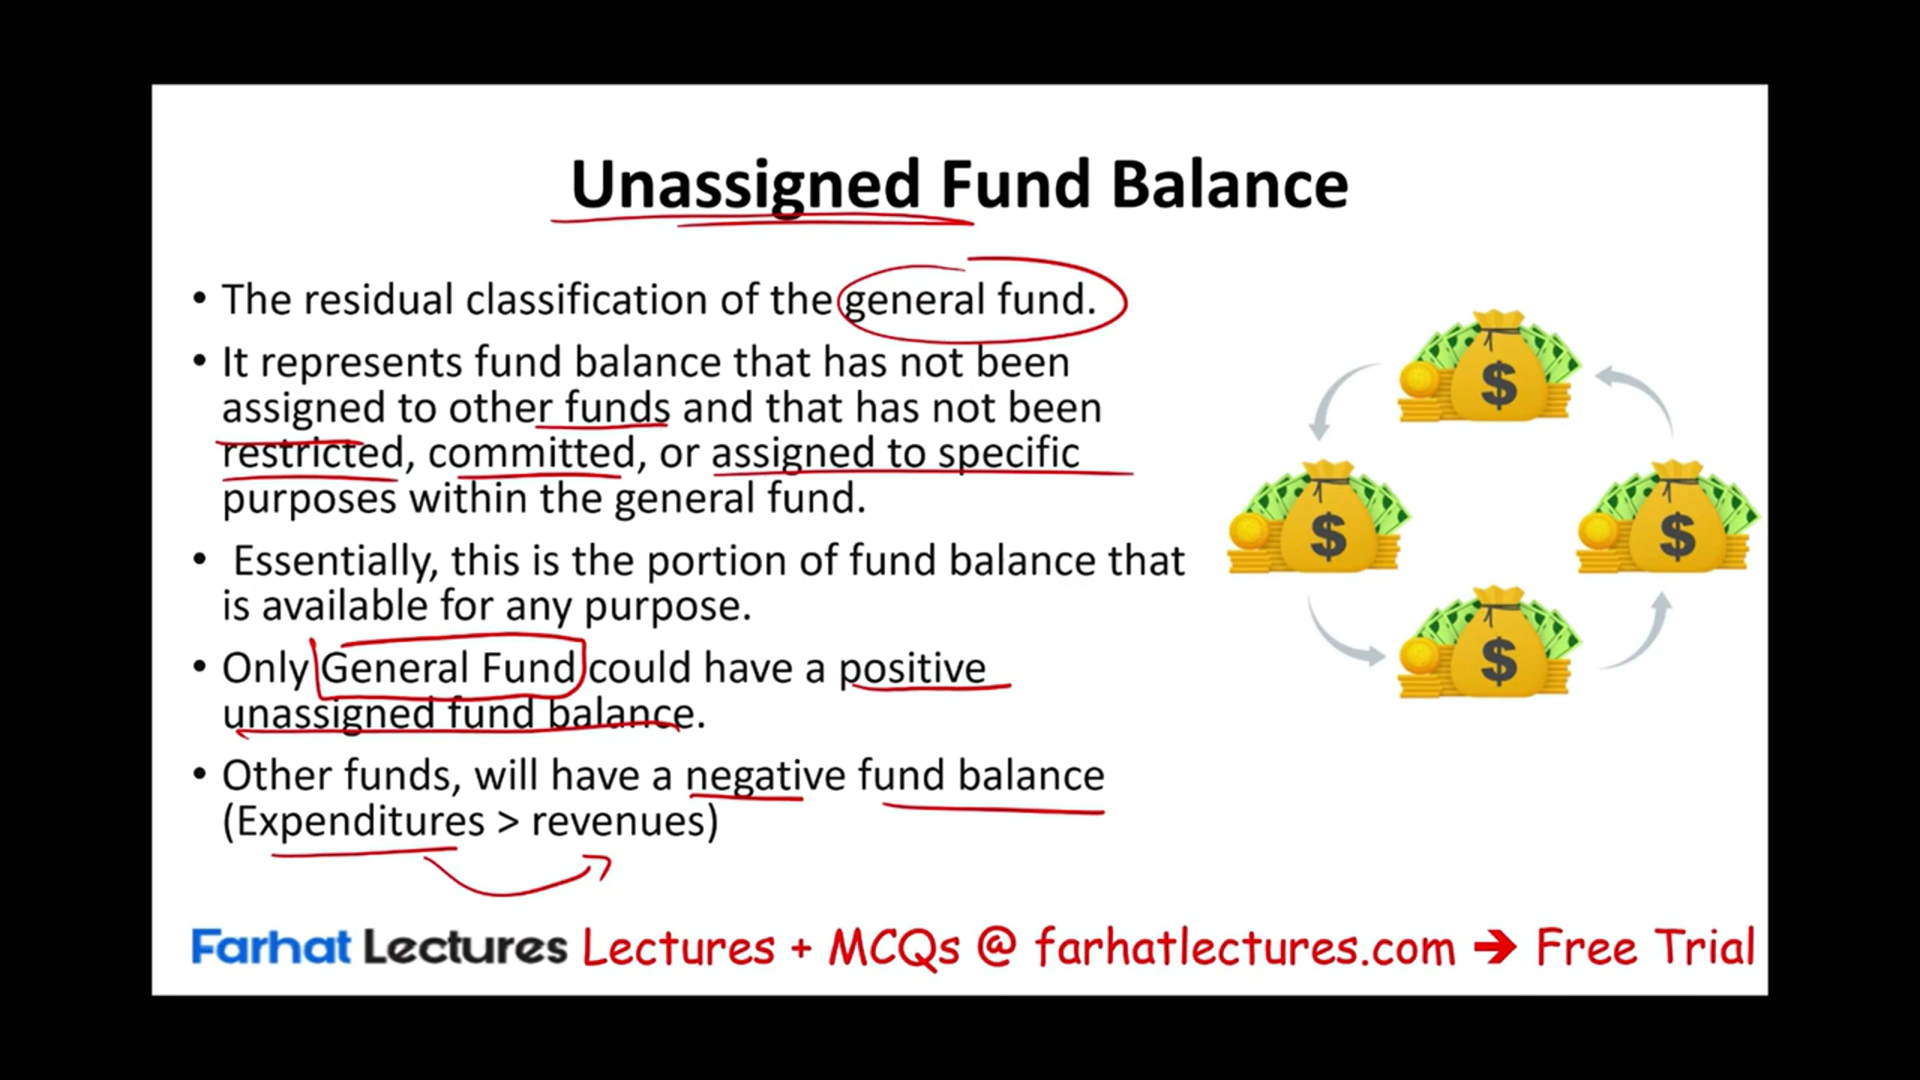 Unassigned Fund Balance
• The residual classification of the general fund.
• It represents fund balance that has not been
assigned to other funds and that has not been
restricted, committed, or assigned to specific
purposes within the general fund.
• Essentially, this is the portion of fund balance that
is available for any purpose.
• Only General Fund could have a positive
unassigned fund balance.
• Other funds, will have a negative fund balance
(Expenditures > revenues)
$
$
$
$
Farhat Lectures Lectures + MCQs @ farhatlectures.com ➔ Free Trial